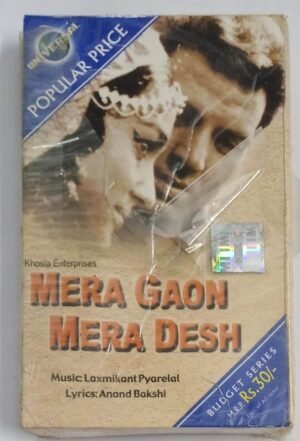 UNIVERSAL
POPULAR PRICE
Khosla Enterprises
MERA GAON
MERA DESH
Music: Laxmikant Pyarelal
Lyrics: Anand Bakshi
BUDGET SERIES
M.R.P. RS.30/-